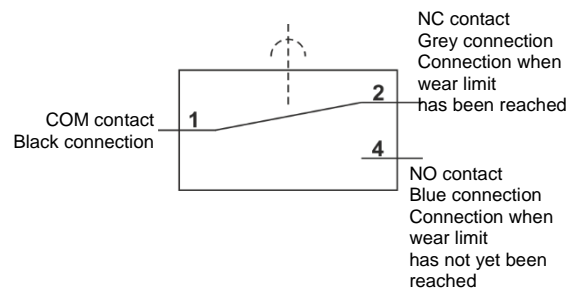 NC contact
Grey connection
Connection when
wear limit
has been reached
2
COM contact
Black connection
1
4
NO contact
Blue connection
Connection when
wear limit
has not yet been
reached